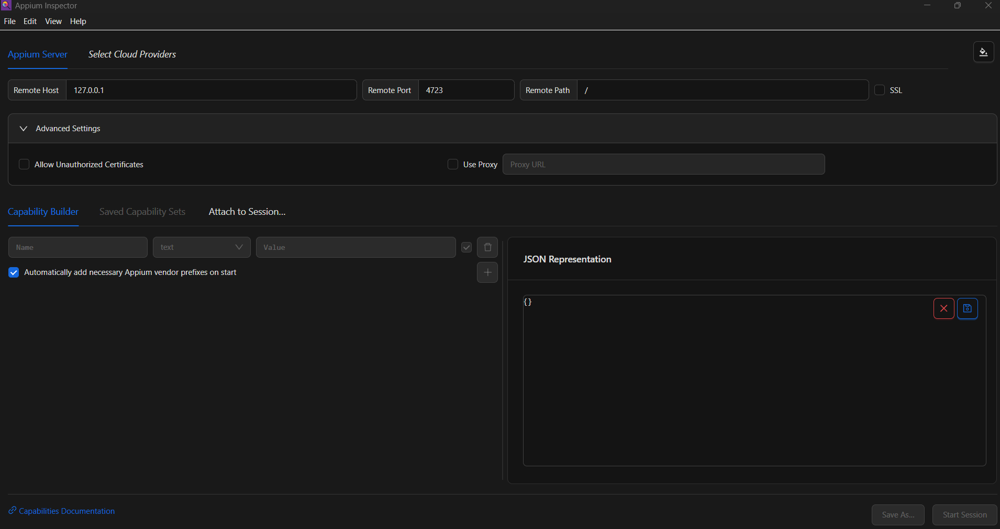 Appium Inspector
File Edit View Help
Appium Server Select Cloud Providers
Remote Host 127.0.0.1 Remote Port 4723 Remote Path / SSL
Advanced Settings
Allow Unauthorized Certificates Use Proxy Proxy URL
Capability Builder Saved Capability Sets Attach to Session...
Name text Value
Automatically add necessary Appium vendor prefixes on start
JSON Representation
{}
Capabilities Documentation
Save As... Start Session